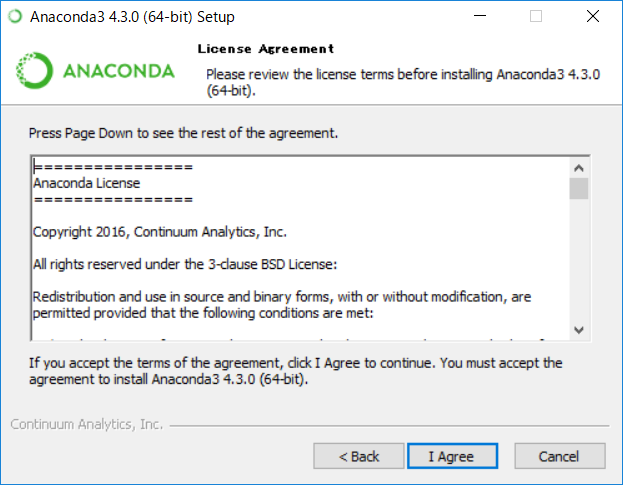 Anaconda3 4.3.0 (64-bit) Setup
License Agreement
ANACONDA
Please review the license terms before installing Anaconda3 4.3.0
(64-bit).
Press Page Down to see the rest of the agreement.
================
Anaconda License
================
Copyright 2016, Continuum Analytics, Inc.
All rights reserved under the 3-clause BSD License:
Redistribution and use in source and binary forms, with or without modification, are
permitted provided that the following conditions are met:
If you accept the terms of the agreement, click I Agree to continue. You must accept the
agreement to install Anaconda3 4.3.0 (64-bit).
Continuum Analytics, Inc.
< Back
I Agree
Cancel